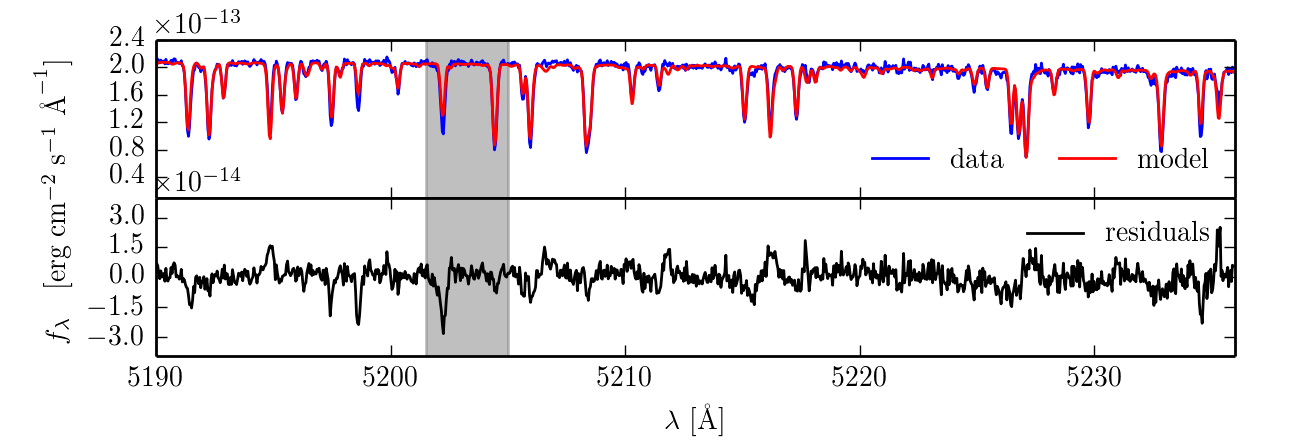 ×10⁻¹³
2.4
2.0
1.6
1.2
0.8
0.4
data
model
×10⁻¹⁴
3.0
1.5
0.0
−1.5
−3.0
residuals
f_λ [erg cm⁻² s⁻¹ Å⁻¹]
5190 5200 5210 5220 5230
λ [Å]